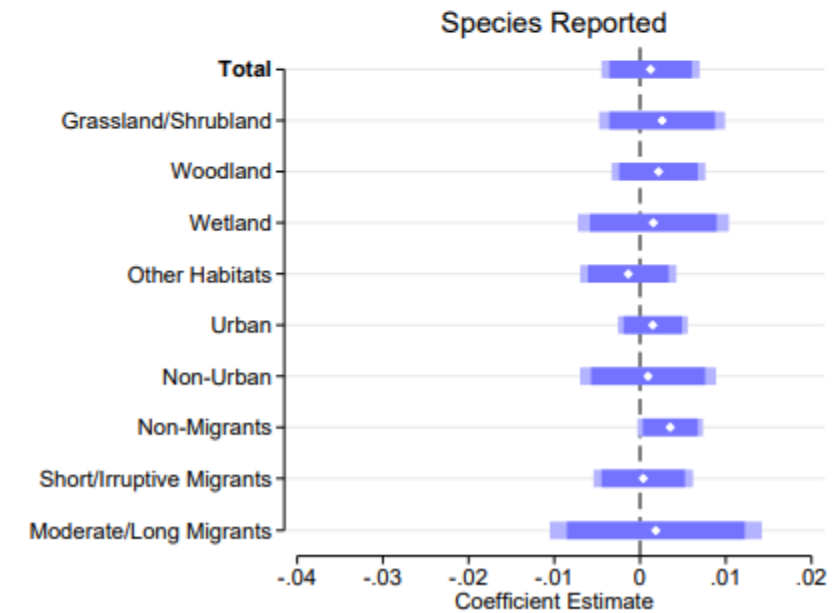 Species Reported
Total
Grassland/Shrubland
Woodland
Wetland
Other Habitats
Urban
Non-Urban
Non-Migrants
Short/Irruptive Migrants
Moderate/Long Migrants
-.04 -.03 -.02 -.01 0 .01 .02
Coefficient Estimate